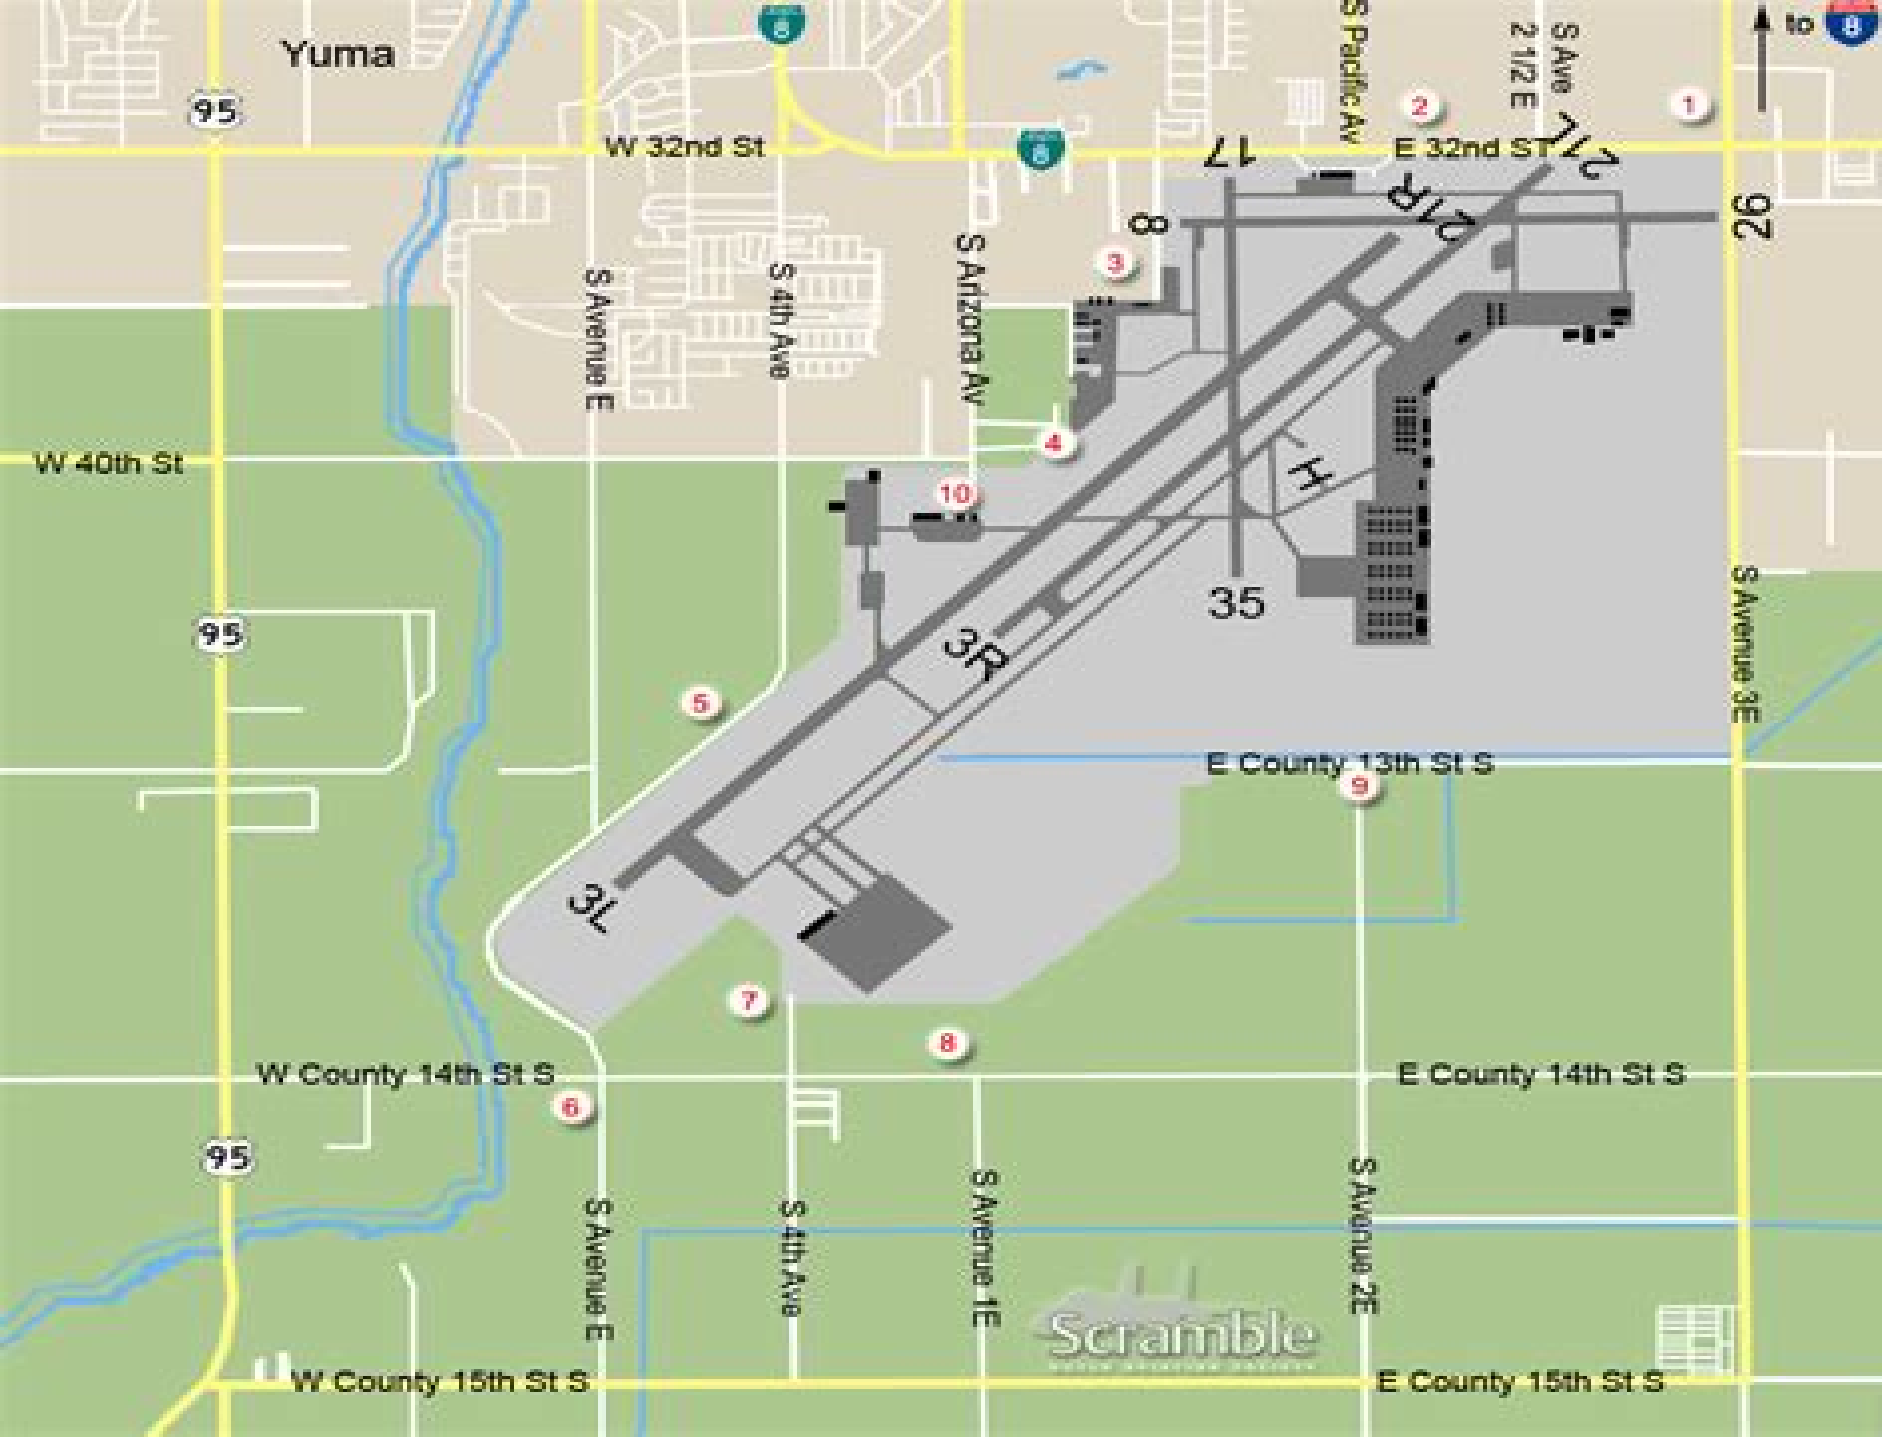 to 8
8
Yuma
S Pacific Av
2 1/2 E
S Ave
95
2
1
W 32nd St
8
E 32nd ST
17
21L
21R
8
26
3
S Avenue E
S 4th Ave
S Arizona Av
W 40th St
4
H
10
95
35
3R
S Avenue 3E
5
E County 13th St S
9
3L
7
8
W County 14th St S
E County 14th St S
6
95
S Avenue E
S 4th Ave
S Avenue 1E
S Avenue 2E
Scramble
W County 15th St S
E County 15th St S